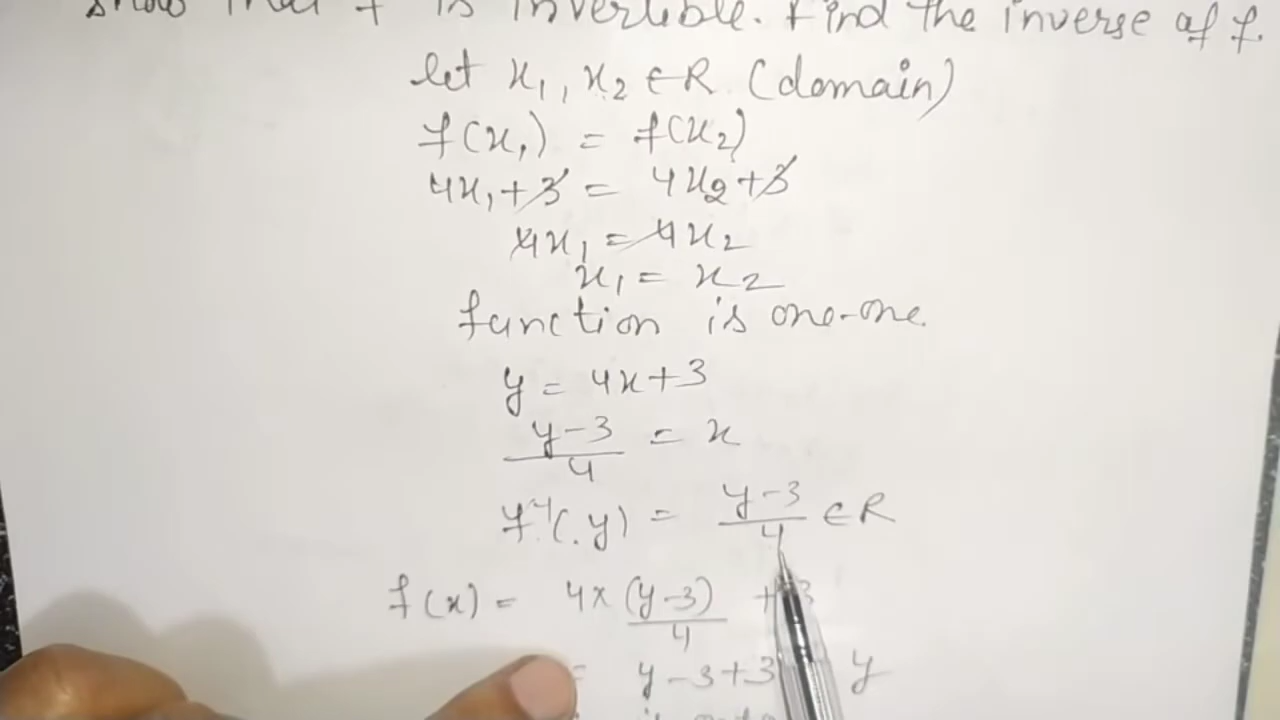 show that f is invertible. Find the inverse of f.
let x₁, x₂ ∈ R (domain)
f(x₁) = f(x₂)
4x₁+3 = 4x₂+3
4x₁ = 4x₂
x₁ = x₂
function is one-one.
y = 4x+3
y-3/4 = x
f⁻¹(y) = y-3/4 ∈ R
f(x) = 4×(y-3)/4 + 3
= y-3+3 y
is onto